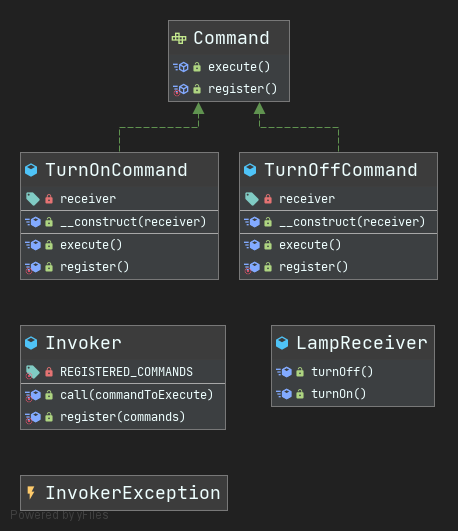 Command
execute()
register()
TurnOnCommand
receiver
__construct(receiver)
execute()
register()
TurnOffCommand
receiver
__construct(receiver)
execute()
register()
Invoker
REGISTERED_COMMANDS
call(commandToExecute)
register(commands)
LampReceiver
turnOff()
turnOn()
InvokerException
Powered by yFiles